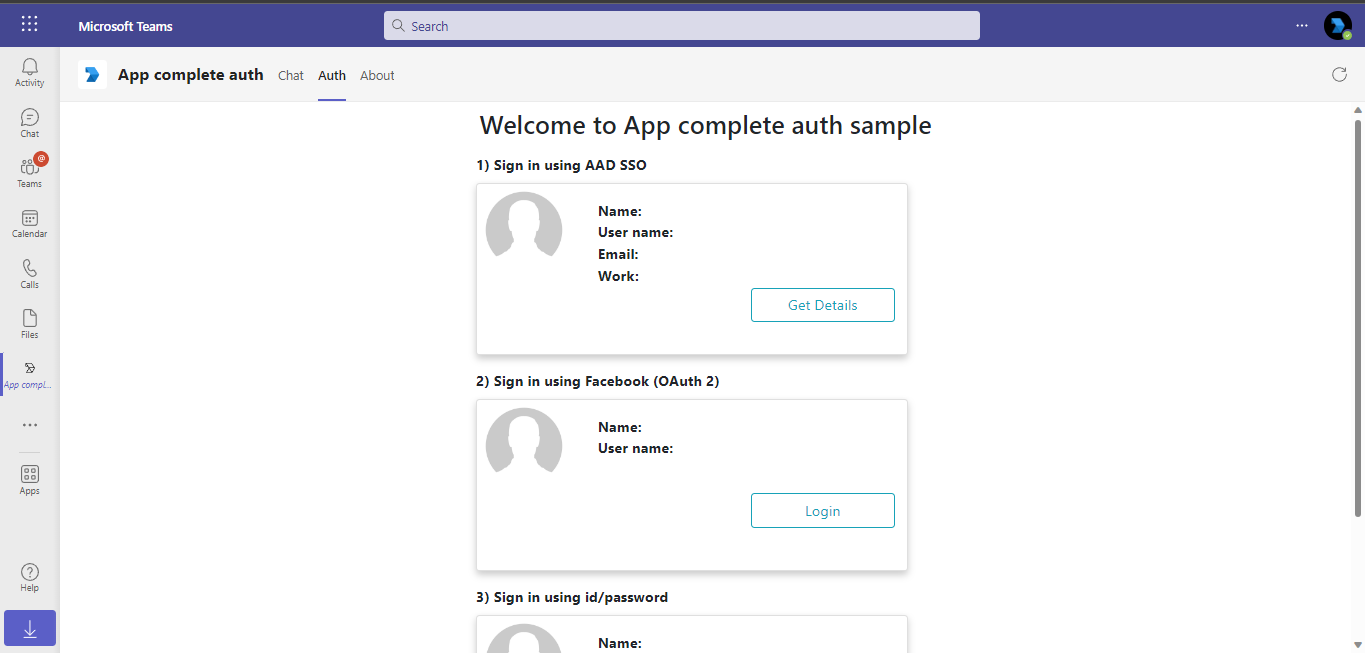 Microsoft Teams
Search
Activity
Chat
Teams
Calendar
Calls
Files
App compl...
Apps
Help
App complete auth
Chat
Auth
About
Welcome to App complete auth sample
1) Sign in using AAD SSO
Name:
User name:
Email:
Work:
Get Details
2) Sign in using Facebook (OAuth 2)
Name:
User name:
Login
3) Sign in using id/password
Name: